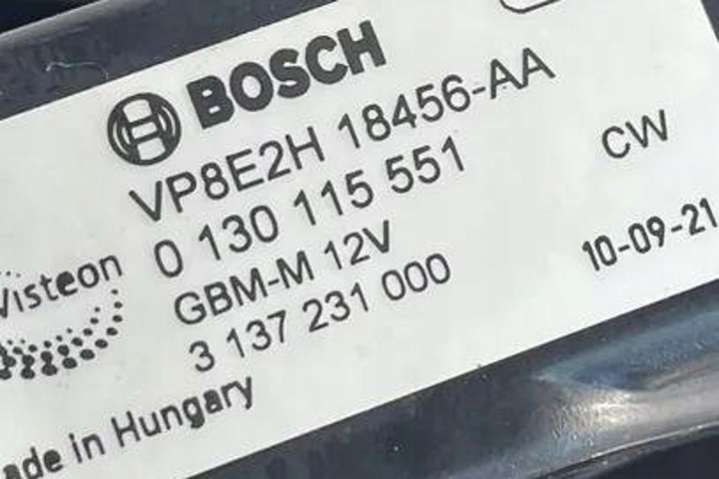 BOSCH
VP8E2H 18456-AA
0 130 115 551
CW
Visteon
GBM-M 12V
10-09-21
3 137 231 000
ade in Hungary